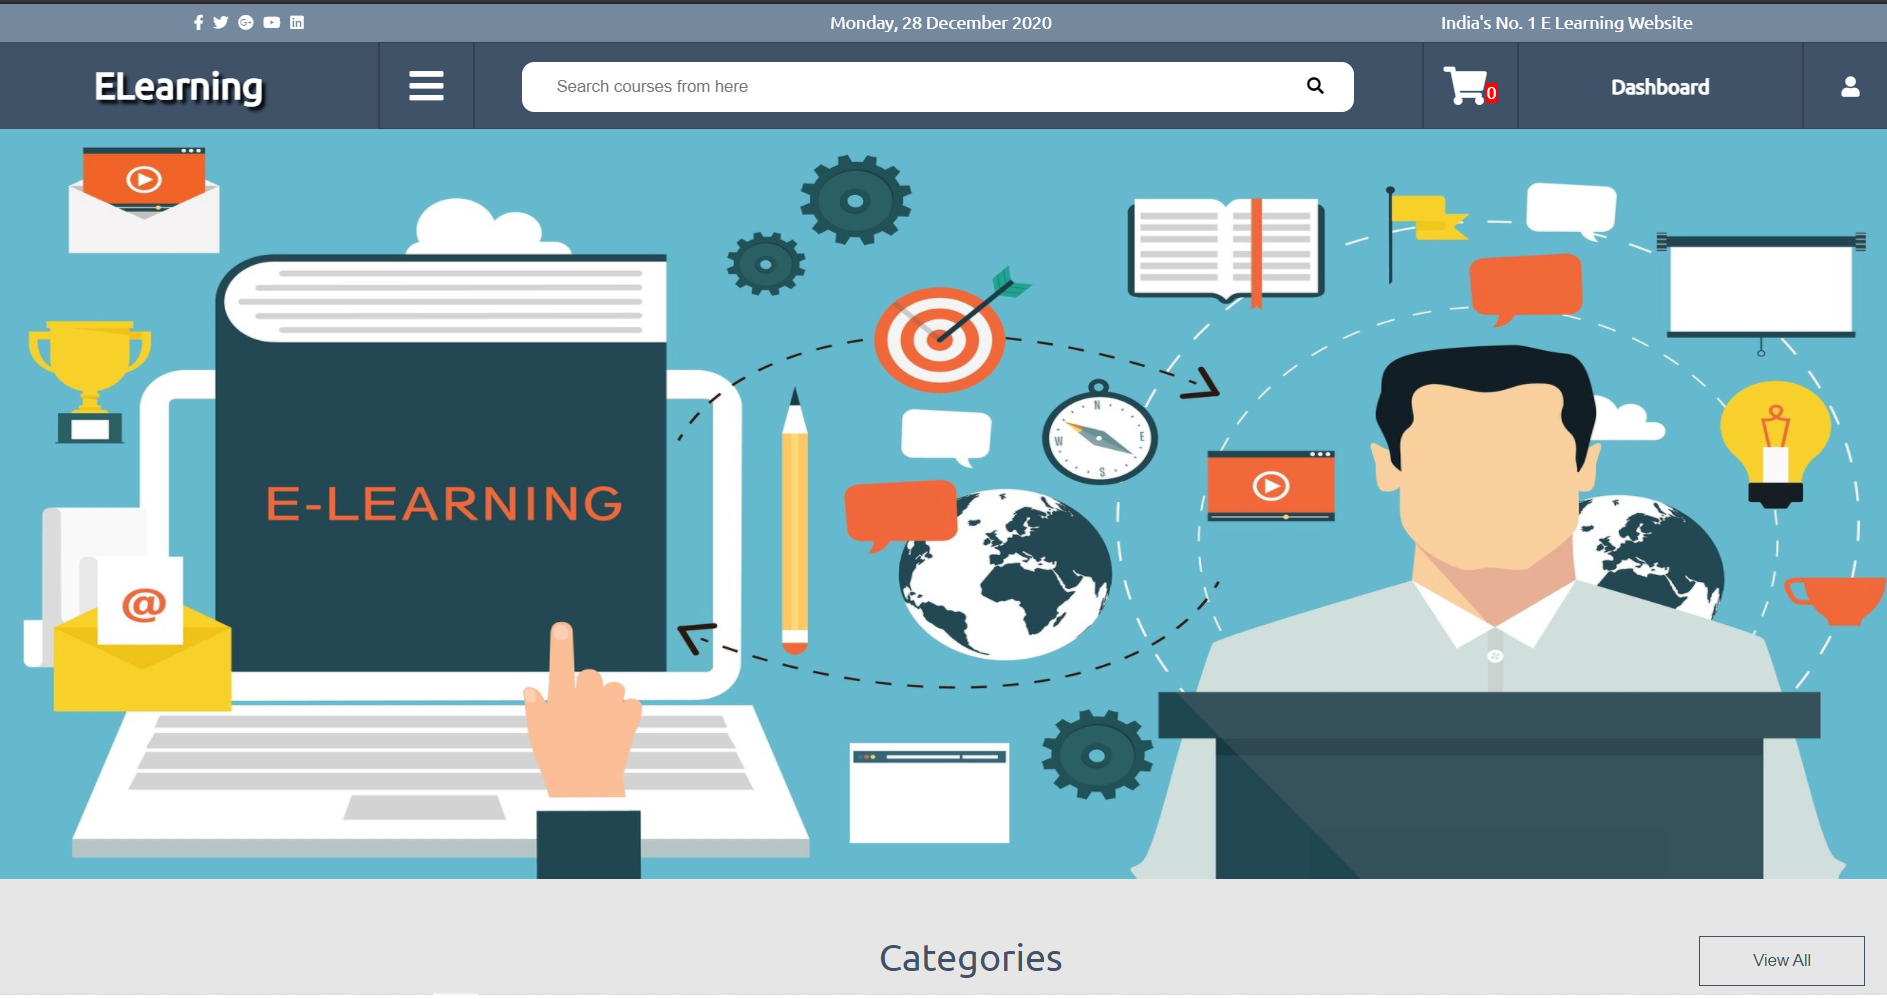 Monday, 28 December 2020
India's No. 1 E Learning Website
ELearning
Search courses from here
0
Dashboard
E-LEARNING
@
N
E
S
W
Categories
View All